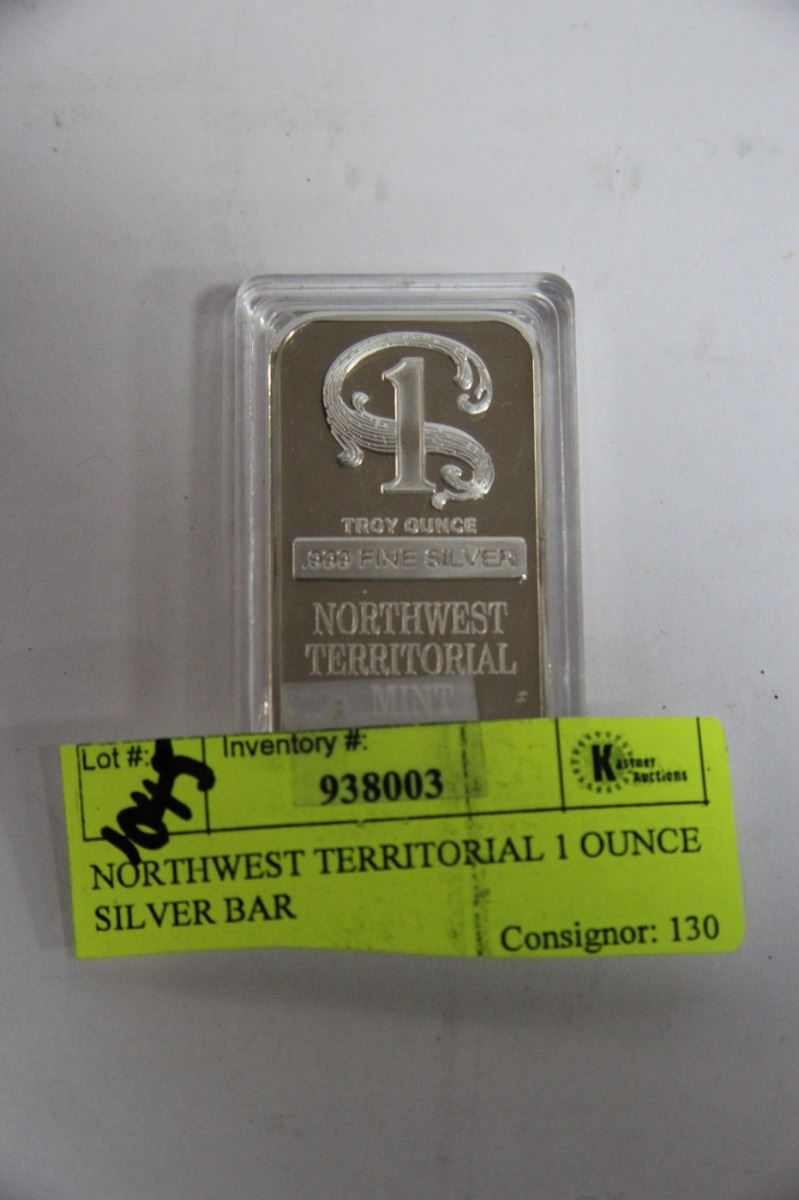 1
TROY OUNCE
.999 FINE SILVER
NORTHWEST
TERRITORIAL
MINT
Lot #: 1045
Inventory #:
938003
Kastner
Auctions
NORTHWEST TERRITORIAL 1 OUNCE
SILVER BAR
Consignor: 130